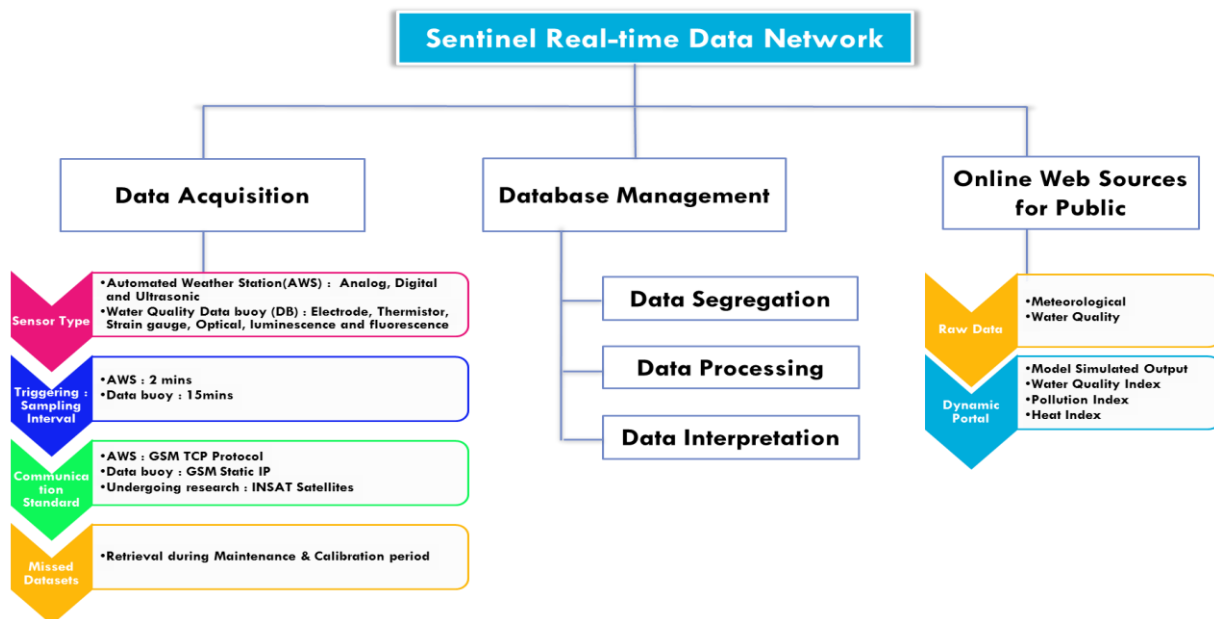 Sentinel Real-time Data Network
Data Acquisition
Sensor Type
•Automated Weather Station(AWS) : Analog, Digital
and Ultrasonic
•Water Quality Data buoy (DB) : Electrode, Thermistor,
Strain gauge, Optical, luminescence and fluorescence
Triggering :
Sampling
Interval
•AWS : 2 mins
•Data buoy : 15mins
Communica
tion
Standard
•AWS : GSM TCP Protocol
•Data buoy : GSM Static IP
•Undergoing research : INSAT Satellites
Missed
Datasets
•Retrieval during Maintenance & Calibration period
Database Management
Data Segregation
Data Processing
Data Interpretation
Online Web Sources
for Public
Raw Data
•Meteorological
•Water Quality
Dynamic
Portal
•Model Simulated Output
•Water Quality Index
•Pollution Index
•Heat Index